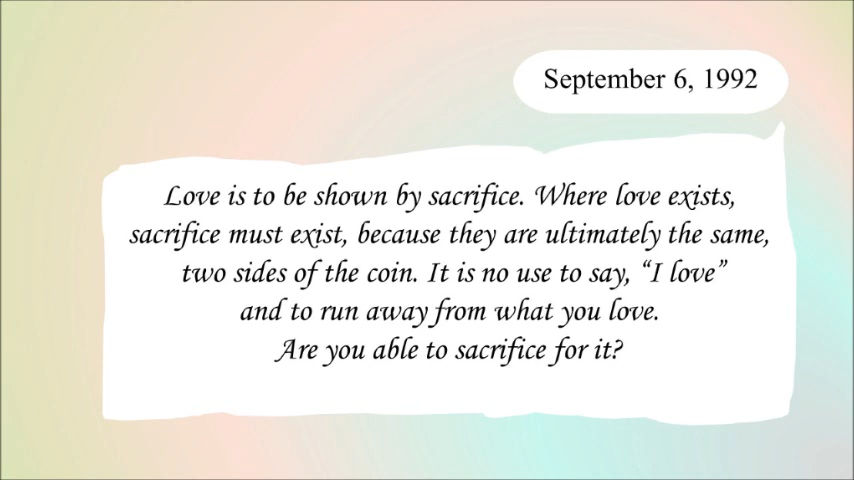 September 6, 1992
Love is to be shown by sacrifice. Where love exists,
sacrifice must exist, because they are ultimately the same,
two sides of the coin. It is no use to say, “I love”
and to run away from what you love.
Are you able to sacrifice for it?